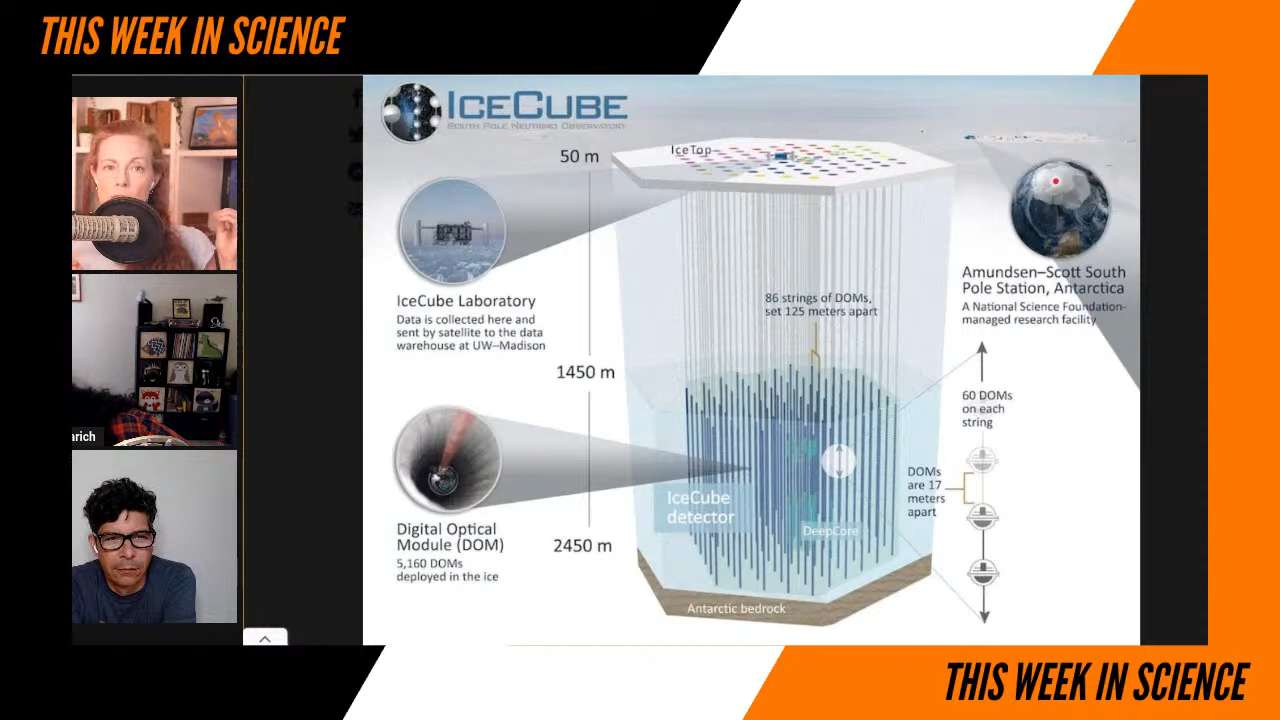 THIS WEEK IN SCIENCE
ICECUBE
SOUTH POLE NEUTRINO OBSERVATORY
50 m
IceTop
IceCube Laboratory
Data is collected here and
sent by satellite to the data
warehouse at UW–Madison
86 strings of DOMs,
set 125 meters apart
Amundsen–Scott South
Pole Station, Antarctica
A National Science Foundation-
managed research facility
1450 m
60 DOMs
on each
string
DOMs
are 17
meters
apart
IceCube
detector
DeepCore
Digital Optical
Module (DOM)
5,160 DOMs
deployed in the ice
2450 m
Antarctic bedrock
arich
THIS WEEK IN SCIENCE